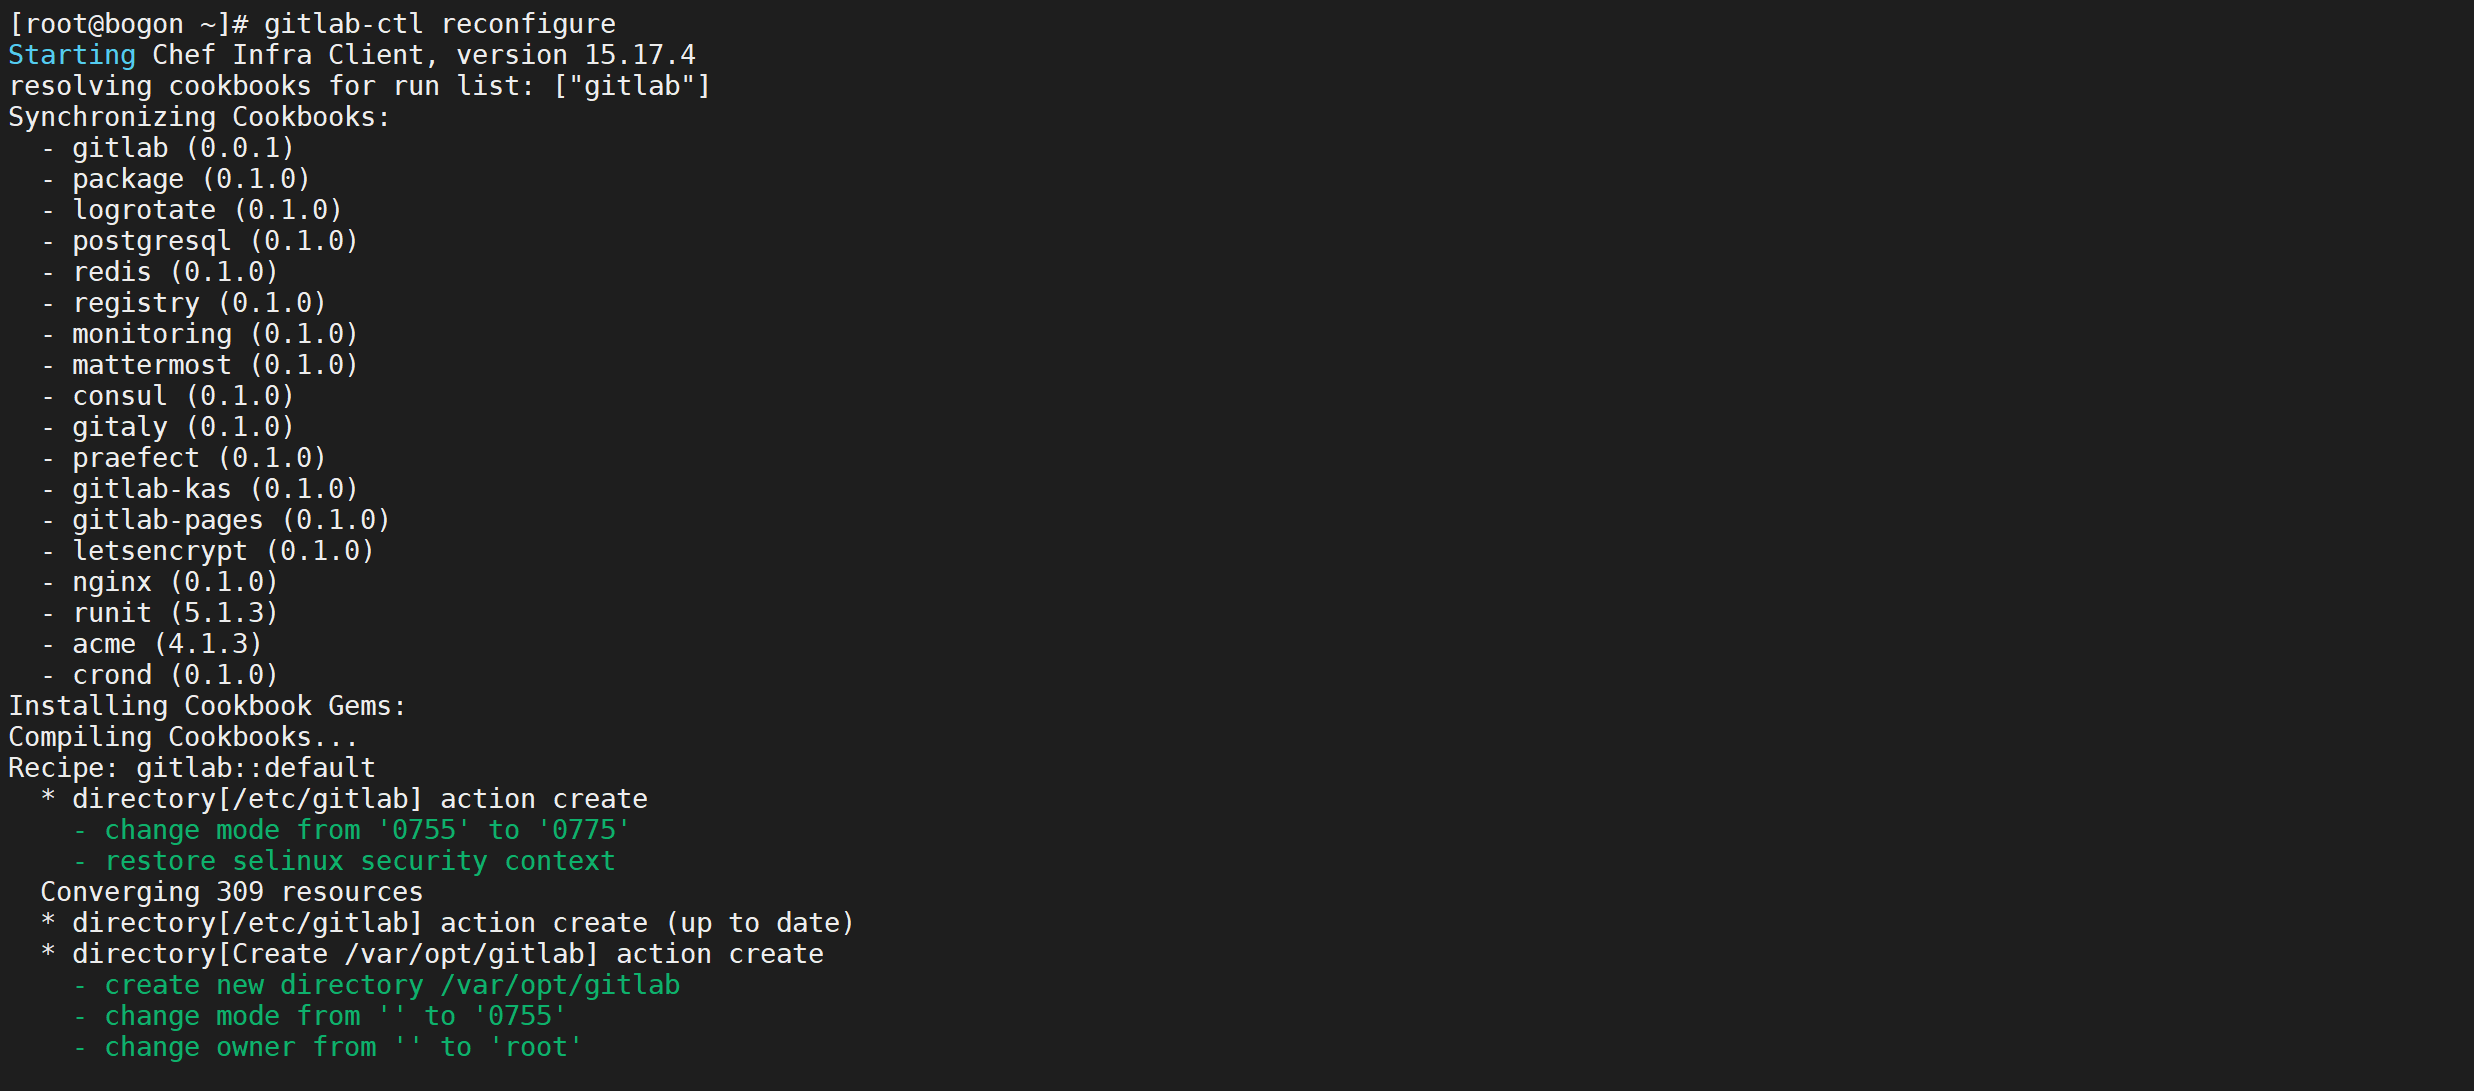 [root@bogon ~]# gitlab-ctl reconfigure
Starting Chef Infra Client, version 15.17.4
resolving cookbooks for run list: ["gitlab"]
Synchronizing Cookbooks:
  - gitlab (0.0.1)
  - package (0.1.0)
  - logrotate (0.1.0)
  - postgresql (0.1.0)
  - redis (0.1.0)
  - registry (0.1.0)
  - monitoring (0.1.0)
  - mattermost (0.1.0)
  - consul (0.1.0)
  - gitaly (0.1.0)
  - praefect (0.1.0)
  - gitlab-kas (0.1.0)
  - gitlab-pages (0.1.0)
  - letsencrypt (0.1.0)
  - nginx (0.1.0)
  - runit (5.1.3)
  - acme (4.1.3)
  - crond (0.1.0)
Installing Cookbook Gems:
Compiling Cookbooks...
Recipe: gitlab::default
  * directory[/etc/gitlab] action create
    - change mode from '0755' to '0775'
    - restore selinux security context
  Converging 309 resources
  * directory[/etc/gitlab] action create (up to date)
  * directory[Create /var/opt/gitlab] action create
    - create new directory /var/opt/gitlab
    - change mode from '' to '0755'
    - change owner from '' to 'root'